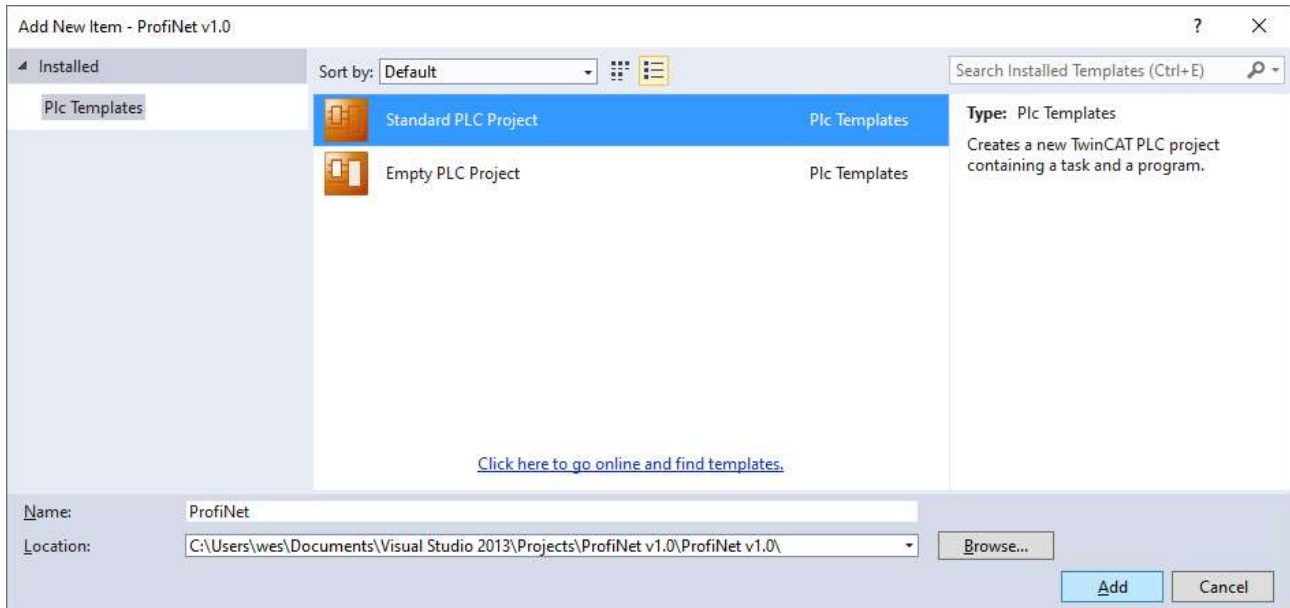 Add New Item - ProfiNet v1.0 ?
Installed
Plc Templates
Sort by: Default
Standard PLC Project Plc Templates
Empty PLC Project Plc Templates
Click here to go online and find templates.
Search Installed Templates (Ctrl+E)
Type: Plc Templates
Creates a new TwinCAT PLC project
containing a task and a program.
Name: ProfiNet
Location: C:\Users\wes\Documents\Visual Studio 2013\Projects\ProfiNet v1.0\ProfiNet v1.0\ Browse...
Add Cancel